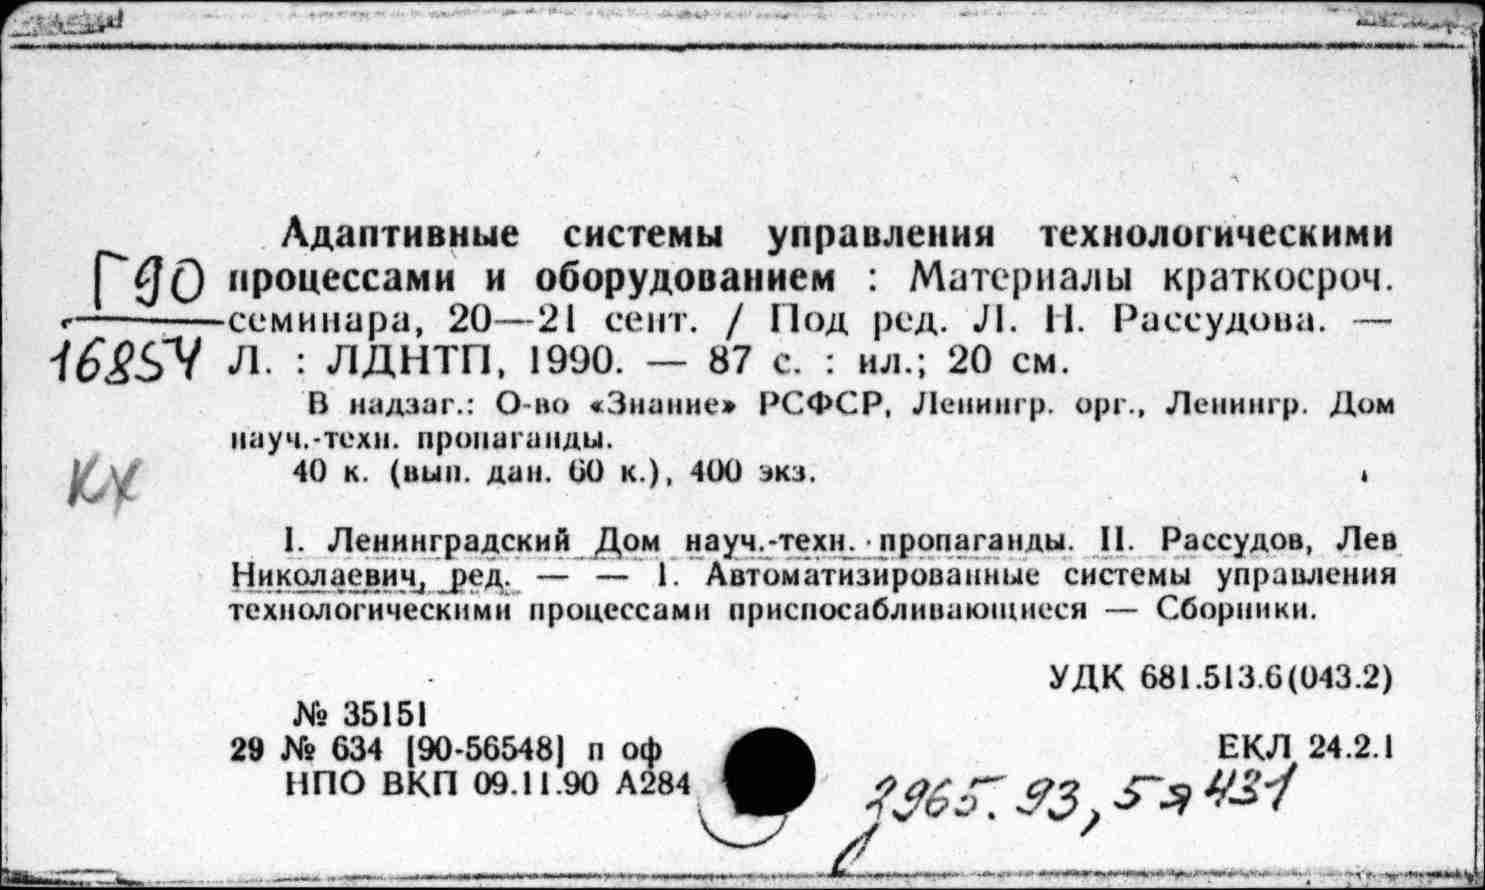 Адаптивные системы управления технологическими
Г90 процессами и оборудованием : Материалы краткосроч.
семинара, 20—21 сент. / Под ред. Л. Н. Рассудова. —
16854 Л. : ЛДНТП, 1990. — 87 с. : ил.; 20 см.
В надзаг.: О-во «Знание» РСФСР, Ленингр. орг., Ленингр. Дом
науч.-техн. пропаганды.
КХ
40 к. (вып. дан. 60 к.), 400 экз.
I. Ленинградский Дом науч.-техн. пропаганды. II. Рассудов, Лев
Николаевич, ред. — — 1. Автоматизированные системы управления
технологическими процессами приспосабливающиеся — Сборники.
УДК 681.513.6(043.2)
№ 35151
29 № 634 [90-56548] п оф
ЕКЛ 24.2.1
НПО ВКП 09.11.90 А284
з965.93,5я431